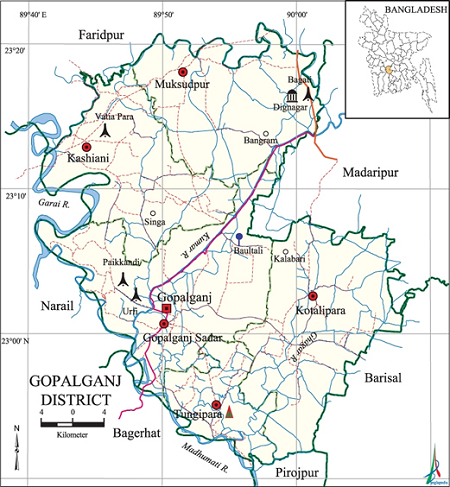 89°40' E
89°50'
90°00'
BANGLADESH
Faridpur
23°20'
Muksudpur
Bagat
Dignagar
Vatia Para
Bangram
Kashiani
Madaripur
23°10'
Garai R.
Singa
Kumar R.
Baultali
Paikkandi
Kalabari
Narail
Gopalganj
Urfi
Kotalipara
23°00'
Gopalganj Sadar
Ghagar R.
GOPALGANJ
DISTRICT
Barisal
4 0 4
Kilometer
Tungipara
Bagerhat
N
S
Madhumati R.
Pirojpur